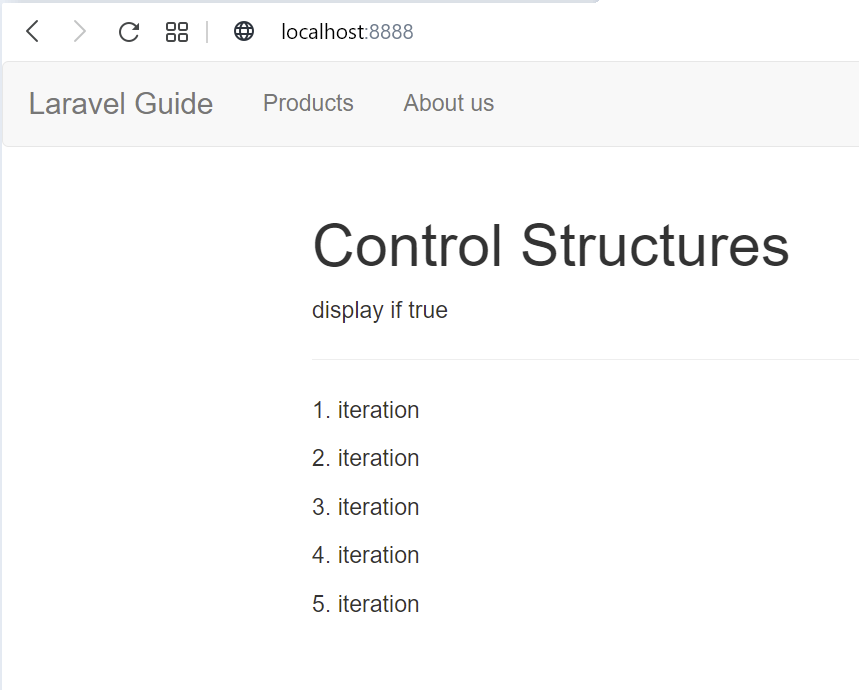 localhost:8888
Laravel Guide Products About us
Control Structures
display if true
1. iteration
2. iteration
3. iteration
4. iteration
5. iteration